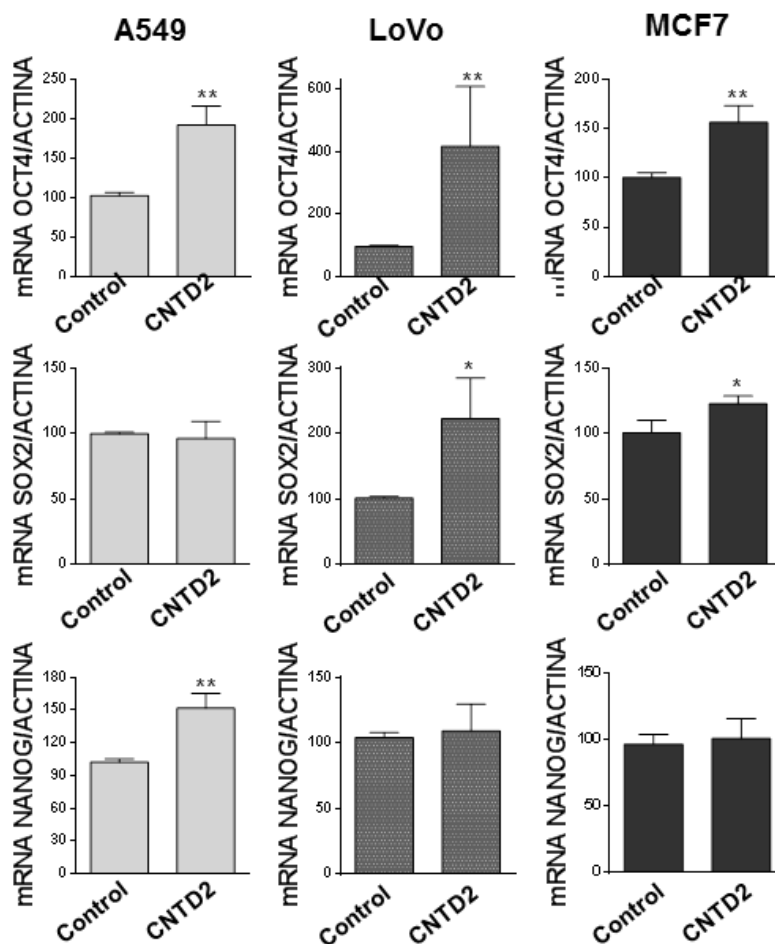 A549 LoVo MCF7
mRNA OCT4/ACTINA
250
200
150
100
50
0
**
Control CNTD2
mRNA OCT4/ACTINA
600
400
200
0
**
Control CNTD2
mRNA OCT4/ACTINA
200
150
100
50
0
**
Control CNTD2
mRNA SOX2/ACTINA
150
100
50
0
Control CNTD2
mRNA SOX2/ACTINA
300
200
100
0
*
Control CNTD2
mRNA SOX2/ACTINA
150
100
50
0
*
Control CNTD2
mRNA NANOG/ACTINA
180
150
120
90
60
30
0
**
Control CNTD2
mRNA NANOG/ACTINA
150
100
50
0
Control CNTD2
mRNA NANOG/ACTINA
150
100
50
0
Control CNTD2